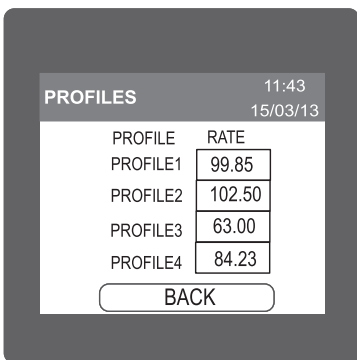 PROFILES 11:43
15/03/13
PROFILE RATE
PROFILE1 99.85
PROFILE2 102.50
PROFILE3 63.00
PROFILE4 84.23
BACK